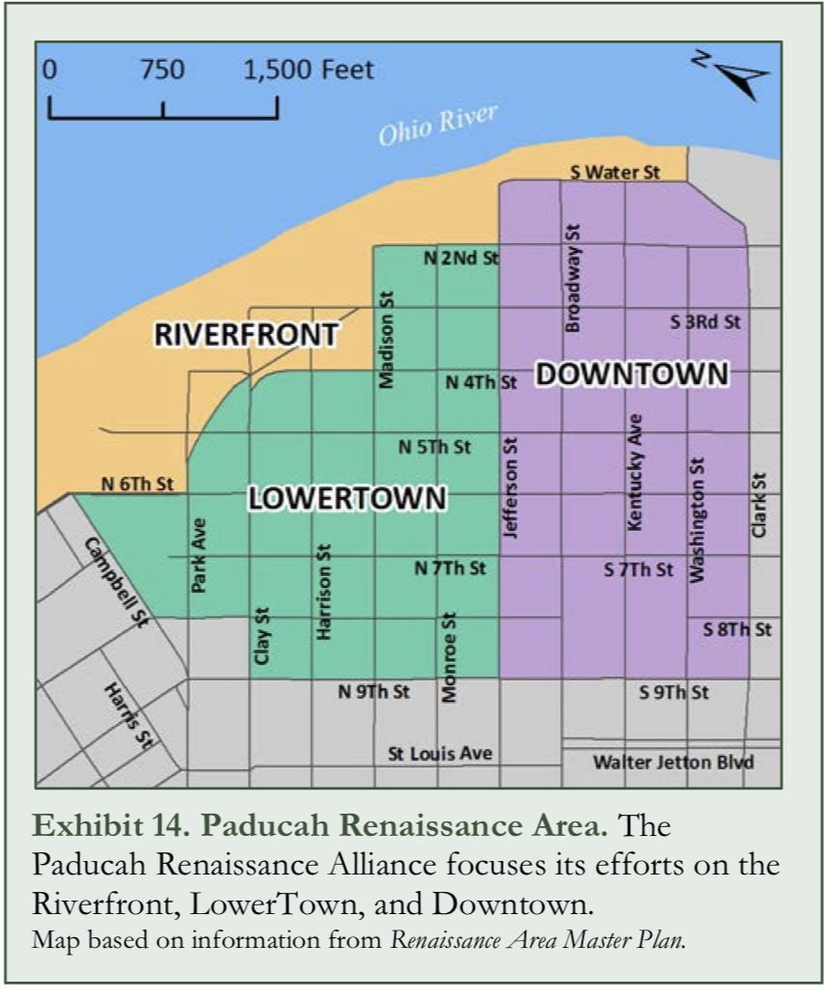 0 750 1,500 Feet
N
Ohio River
S Water St
N 2Nd St
Broadway St
Madison St
S 3Rd St
RIVERFRONT
DOWNTOWN
N 4Th St
N 5Th St
Jefferson St
Kentucky Ave
Washington St
Clark St
N 6Th St
LOWERTOWN
Campbell St
Park Ave
Harrison St
N 7Th St
S 7Th St
Clay St
Monroe St
S 8Th St
Harris St
N 9Th St
S 9Th St
St Louis Ave
Walter Jetton Blvd
Exhibit 14. Paducah Renaissance Area. The
Paducah Renaissance Alliance focuses its efforts on the
Riverfront, LowerTown, and Downtown.
Map based on information from Renaissance Area Master Plan.